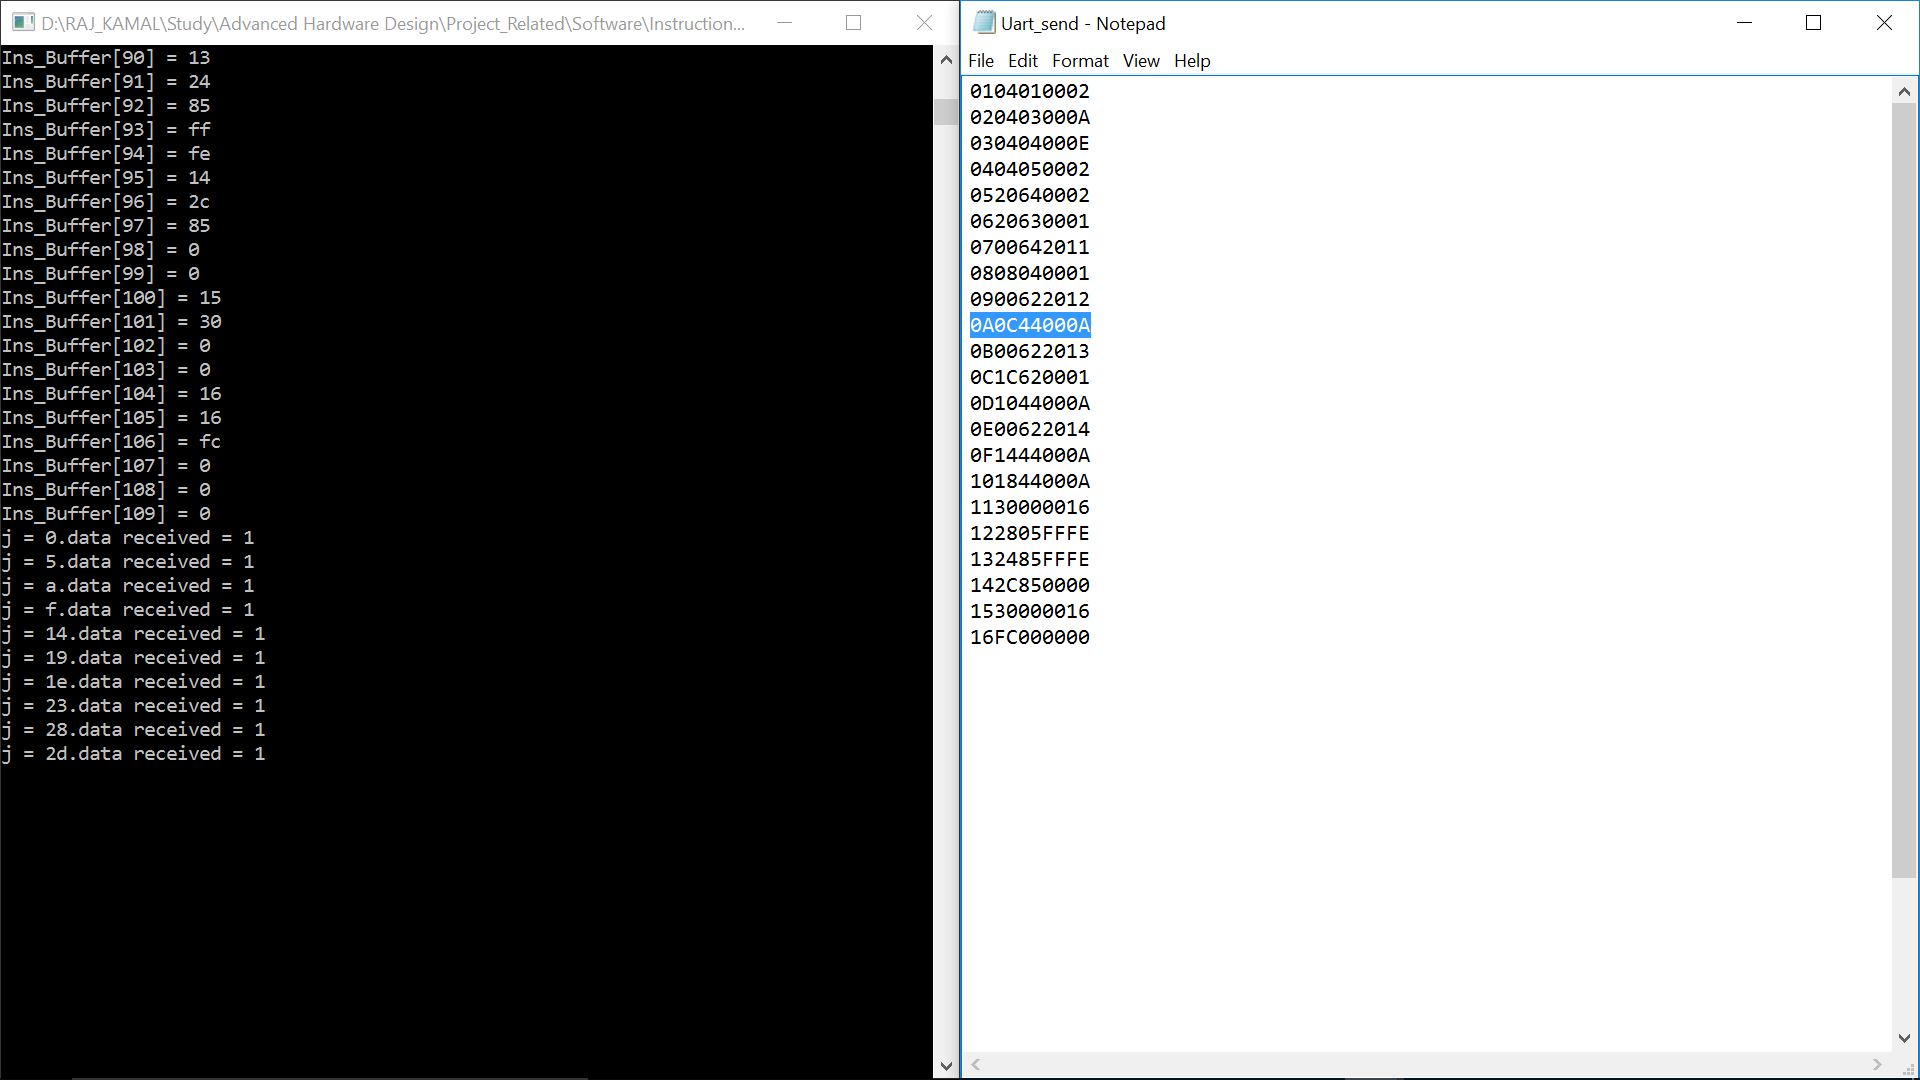 D:\RAJ_KAMAL\Study\Advanced Hardware Design\Project_Related\Software\Instruction...
Ins_Buffer[90] = 13
Ins_Buffer[91] = 24
Ins_Buffer[92] = 85
Ins_Buffer[93] = ff
Ins_Buffer[94] = fe
Ins_Buffer[95] = 14
Ins_Buffer[96] = 2c
Ins_Buffer[97] = 85
Ins_Buffer[98] = 0
Ins_Buffer[99] = 0
Ins_Buffer[100] = 15
Ins_Buffer[101] = 30
Ins_Buffer[102] = 0
Ins_Buffer[103] = 0
Ins_Buffer[104] = 16
Ins_Buffer[105] = 16
Ins_Buffer[106] = fc
Ins_Buffer[107] = 0
Ins_Buffer[108] = 0
Ins_Buffer[109] = 0
j = 0.data received = 1
j = 5.data received = 1
j = a.data received = 1
j = f.data received = 1
j = 14.data received = 1
j = 19.data received = 1
j = 1e.data received = 1
j = 23.data received = 1
j = 28.data received = 1
j = 2d.data received = 1
Uart_send - Notepad
File Edit Format View Help
0104010002
020403000A
030404000E
0404050002
0520640002
0620630001
0700642011
0808040001
0900622012
0A0C44000A
0B00622013
0C1C620001
0D1044000A
0E00622014
0F1444000A
101844000A
1130000016
122805FFFE
132485FFFE
142C850000
1530000016
16FC000000